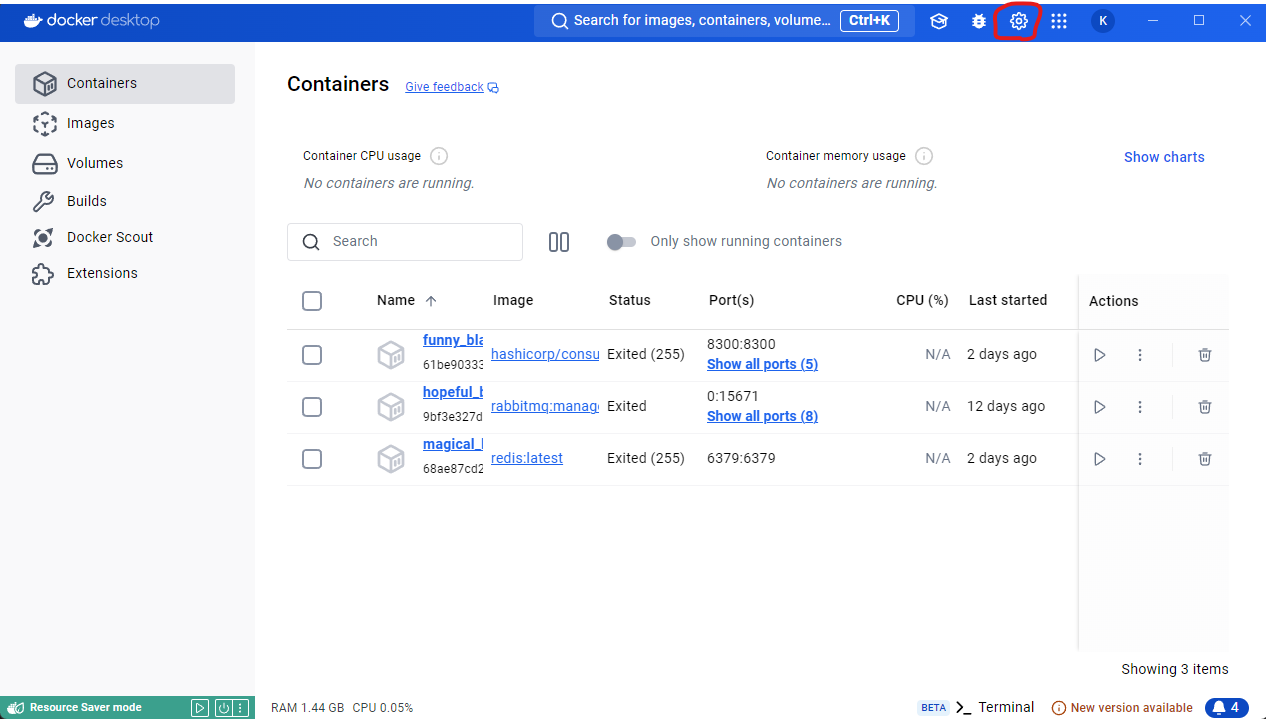 docker desktop
Search for images, containers, volume... Ctrl+K
K
Containers
Images
Volumes
Builds
Docker Scout
Extensions
Containers Give feedback
Container CPU usage
No containers are running.
Container memory usage
No containers are running.
Show charts
Search
Only show running containers
Name Image Status Port(s) CPU (%) Last started Actions
funny_bla
61be90333
hashicorp/consu Exited (255)
8300:8300
Show all ports (5)
N/A 2 days ago
hopeful_b
9bf3e327d
rabbitmq:manag Exited
0:15671
Show all ports (8)
N/A 12 days ago
magical_
68ae87cd2
redis:latest Exited (255) 6379:6379 N/A 2 days ago
Showing 3 items
Resource Saver mode RAM 1.44 GB CPU 0.05% BETA Terminal New version available 4